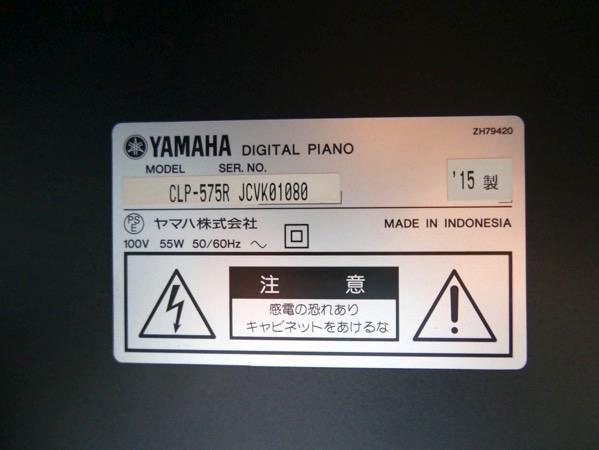 ZH79420
YAMAHA DIGITAL PIANO
MODEL SER. NO.
CLP-575R JCVK01080
'15 製
PSE ヤマハ株式会社
MADE IN INDONESIA
100V 55W 50/60Hz ～
注 意
感電の恐れあり
キャビネットをあけるな